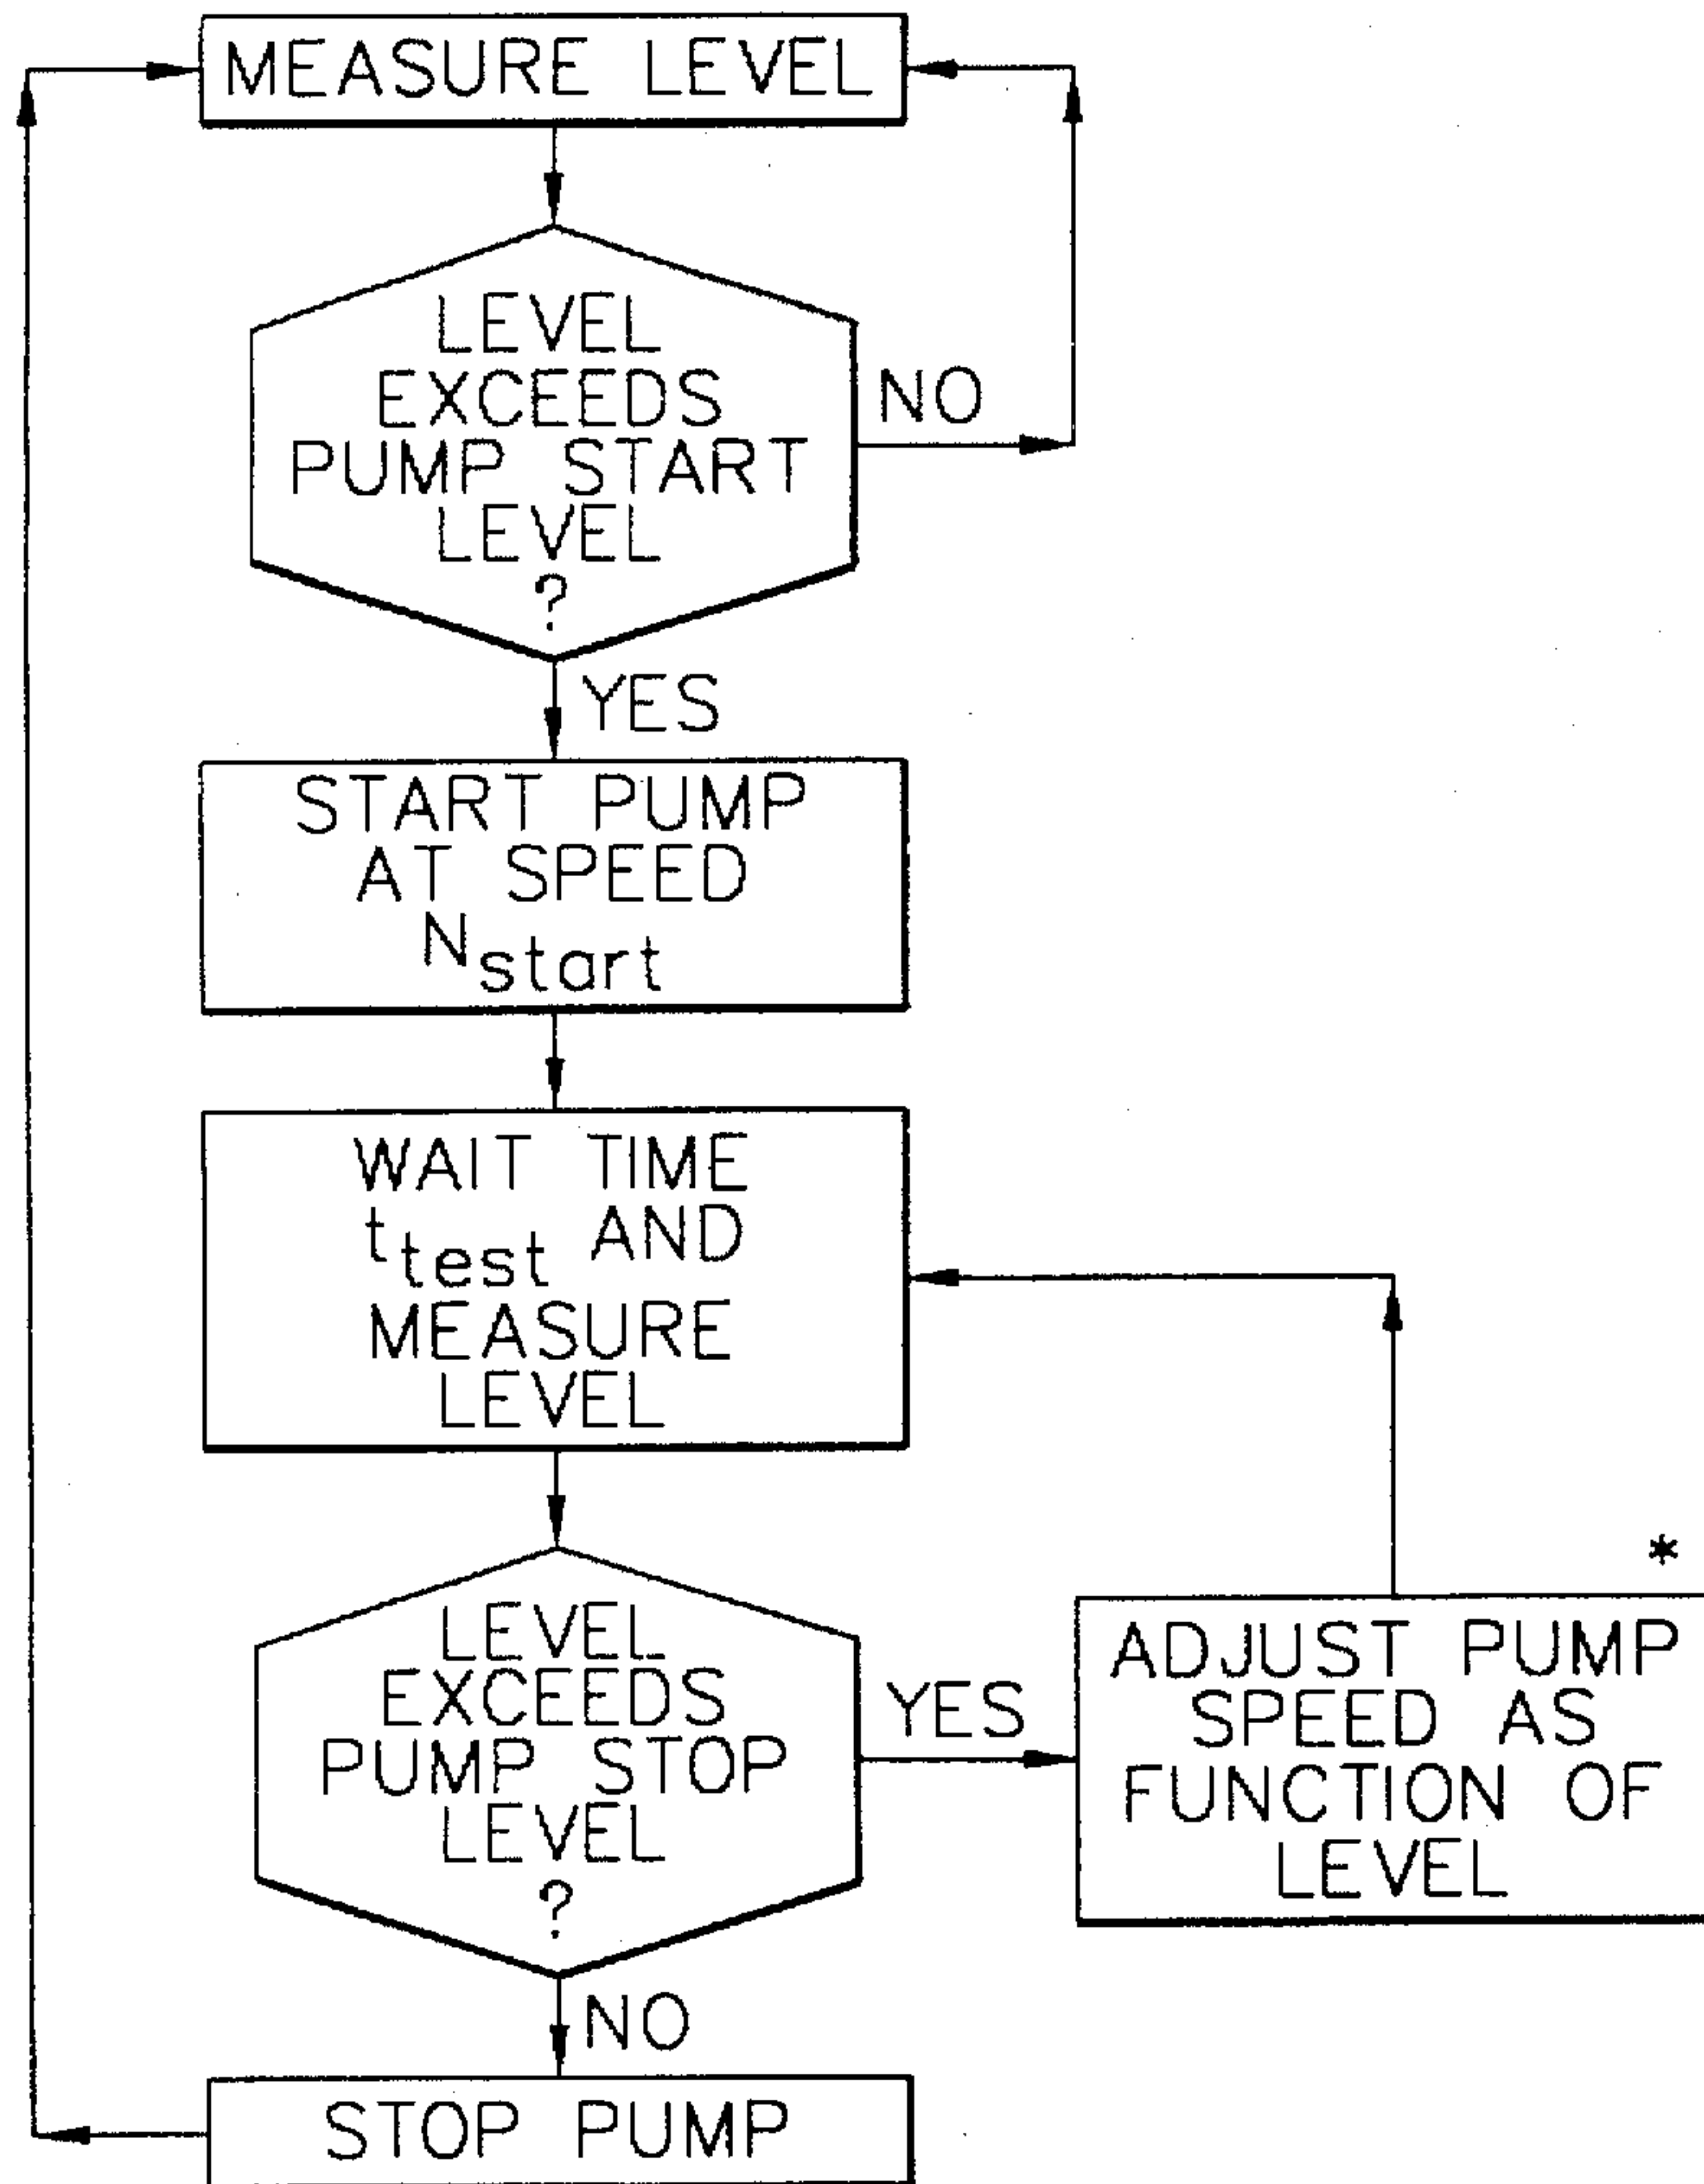 MEASURE LEVEL
LEVEL
EXCEEDS
PUMP START
LEVEL
?
NO
YES
START PUMP
AT SPEED
Nstart
WAIT TIME
ttest AND
MEASURE
LEVEL
LEVEL
EXCEEDS
PUMP STOP
LEVEL
?
YES
*
ADJUST PUMP
SPEED AS
FUNCTION OF
LEVEL
NO
STOP PUMP